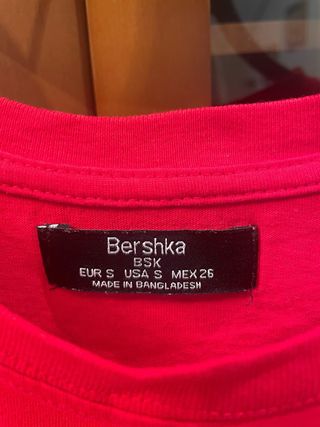 Bershka
BSK
EUR S USA S MEX 26
MADE IN BANGLADESH